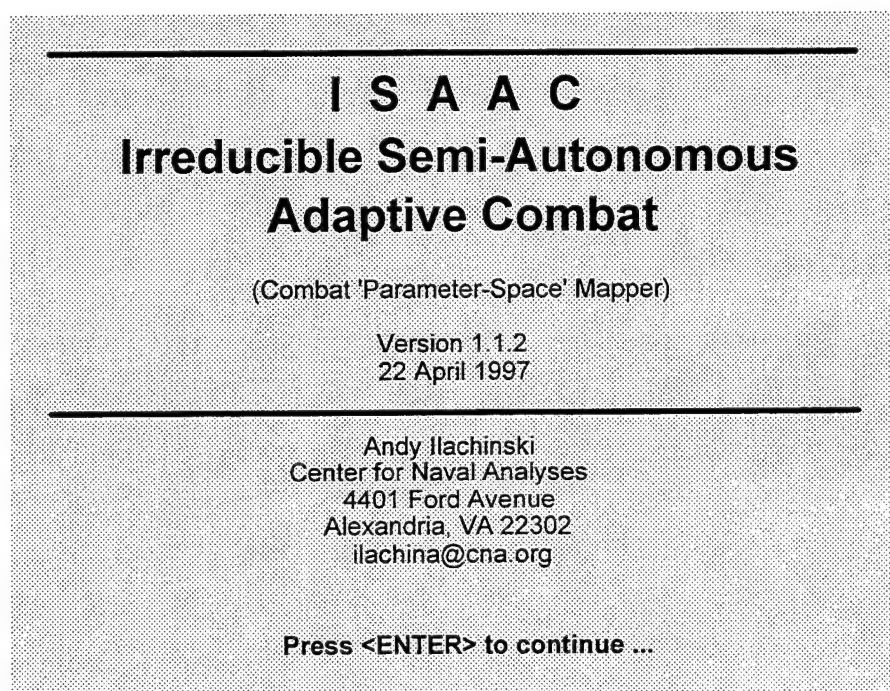 I S A A C
Irreducible Semi-Autonomous
Adaptive Combat
(Combat 'Parameter-Space' Mapper)
Version 1.1.2
22 April 1997
Andy Ilachinski
Center for Naval Analyses
4401 Ford Avenue
Alexandria, VA 22302
ilachina@cna.org
Press <ENTER> to continue ...